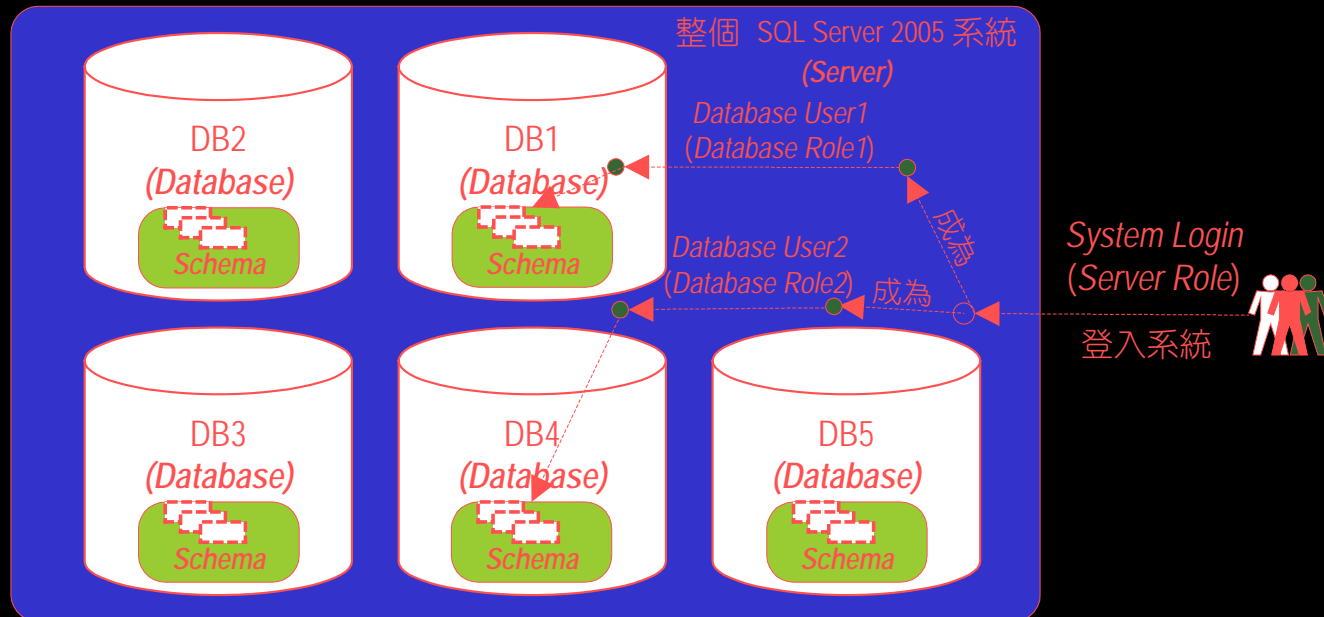 整個 SQL Server 2005 系統
(Server)
DB2
(Database)
Schema
DB1
(Database)
Schema
Database User1
(Database Role1)
成為
Database User2
(Database Role2)
成為
System Login
(Server Role)
登入系統
DB3
(Database)
Schema
DB4
(Database)
Schema
DB5
(Database)
Schema